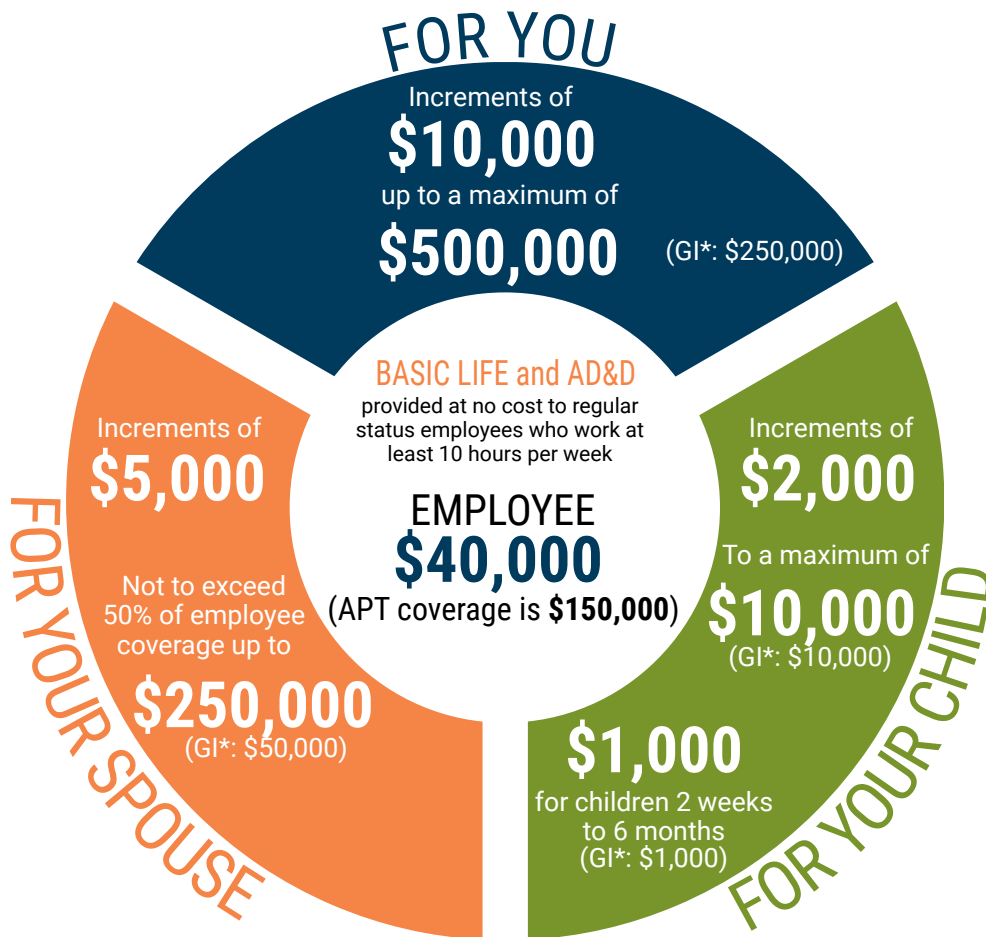 FOR YOU
Increments of
$10,000
up to a maximum of
$500,000 (GI*: $250,000)
BASIC LIFE and AD&D
provided at no cost to regular
status employees who work at
least 10 hours per week
EMPLOYEE
$40,000
(APT coverage is $150,000)
FOR YOUR SPOUSE
Increments of
$5,000
Not to exceed
50% of employee
coverage up to
$250,000
(GI*: $50,000)
FOR YOUR CHILD
Increments of
$2,000
To a maximum of
$10,000
(GI*: $10,000)
$1,000
for children 2 weeks
to 6 months
(GI*: $1,000)